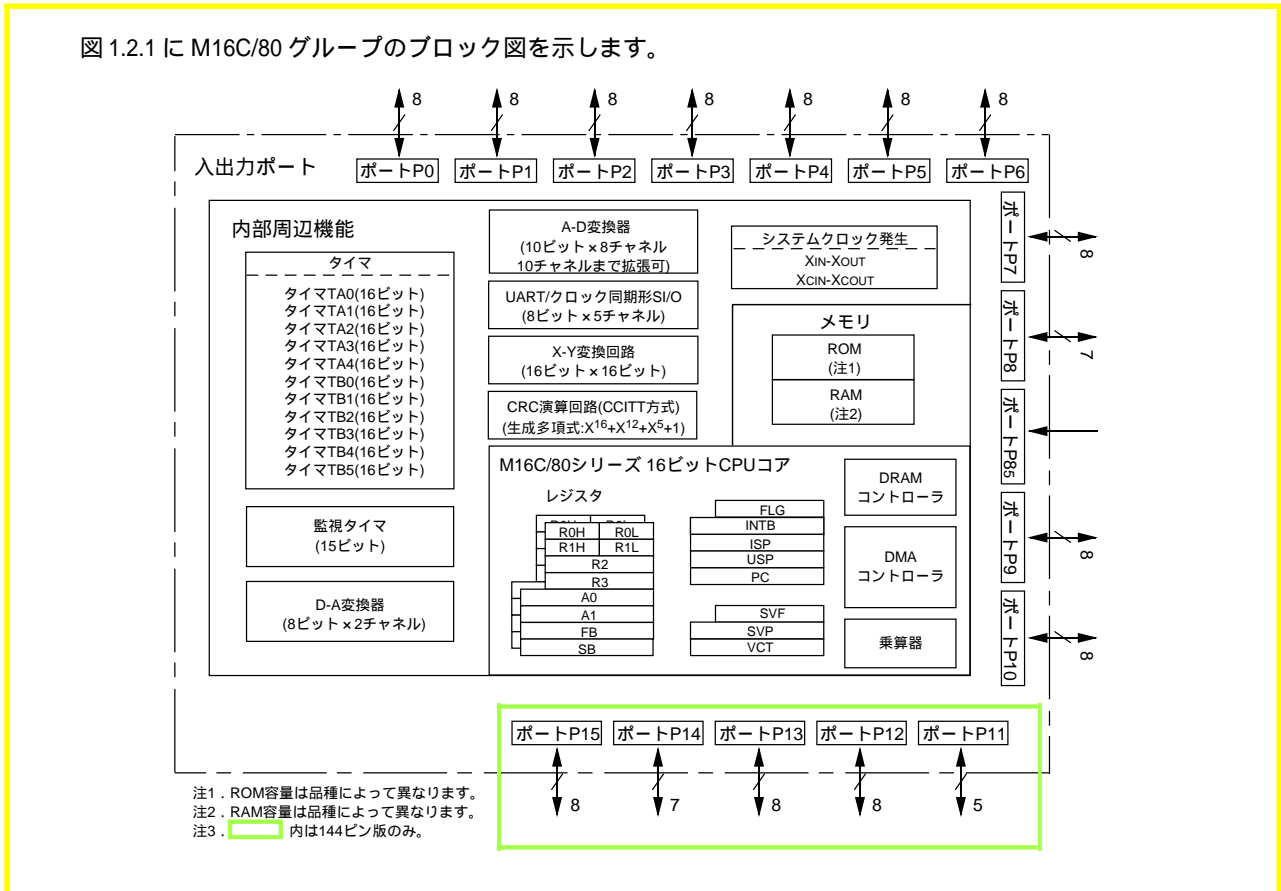 図 1.2.1 に M16C/80 グループのブロック図を示します。
8
8
8
8
8
8
8
入出力ポート
ポートP0
ポートP1
ポートP2
ポートP3
ポートP4
ポートP5
ポートP6
内部周辺機能
タイマ
タイマTA0(16ビット)
タイマTA1(16ビット)
タイマTA2(16ビット)
タイマTA3(16ビット)
タイマTA4(16ビット)
タイマTB0(16ビット)
タイマTB1(16ビット)
タイマTB2(16ビット)
タイマTB3(16ビット)
タイマTB4(16ビット)
タイマTB5(16ビット)
監視タイマ
(15ビット)
D-A変換器
(8ビット×2チャネル)
A-D変換器
(10ビット×8チャネル
10チャネルまで拡張可)
UART/クロック同期形SI/O
(8ビット×5チャネル)
X-Y変換回路
(16ビット×16ビット)
CRC演算回路(CCITT方式)
(生成多項式:X16+X12+X5+1)
システムクロック発生
XIN-XOUT
XCIN-XCOUT
メモリ
ROM
(注1)
RAM
(注2)
M16C/80シリーズ 16ビットCPUコア
レジスタ
R0H R0L
R1H R1L
R2
R3
A0
A1
FB
SB
FLG
INTB
ISP
USP
PC
SVF
SVP
VCT
DRAM
コントローラ
DMA
コントローラ
乗算器
ポートP7
8
ポートP8
7
ポートP85
ポートP9
8
ポートP10
8
ポートP15
ポートP14
ポートP13
ポートP12
ポートP11
8
7
8
8
5
注1．ROM容量は品種によって異なります。
注2．RAM容量は品種によって異なります。
注3． 内は144ピン版のみ。